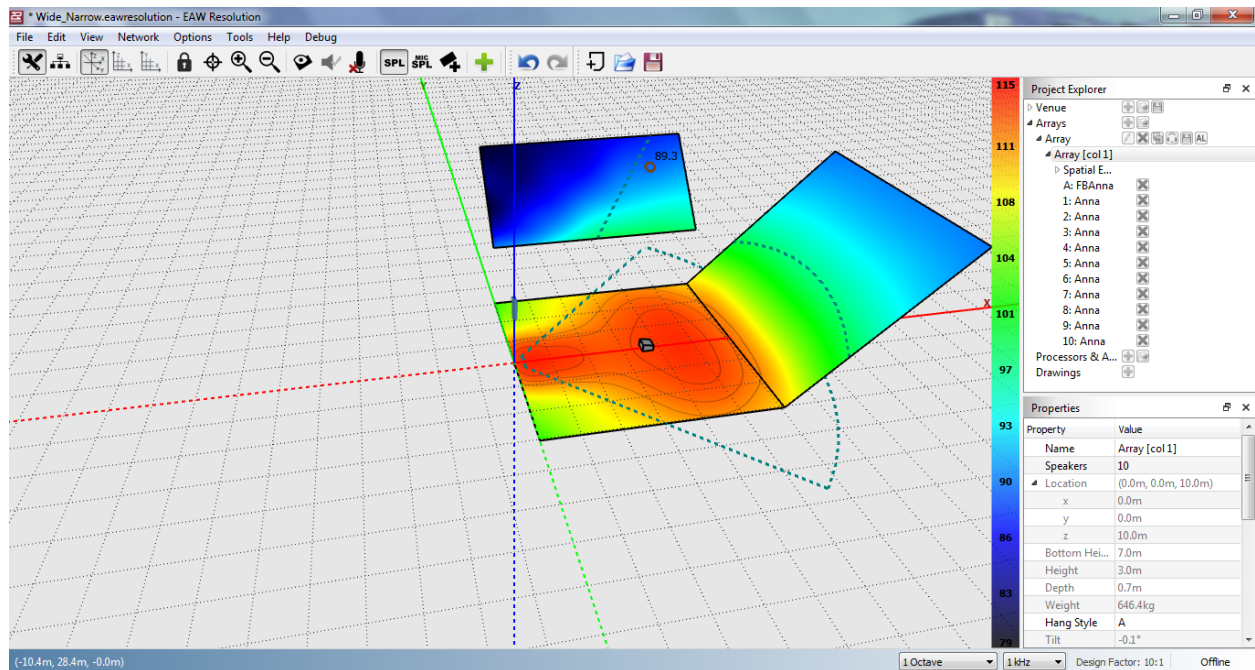 * Wide_Narrow.eawresolution - EAW Resolution
File Edit View Network Options Tools Help Debug
SPL MIC SPL
Y
Z
X
89.3
115
111
108
104
101
97
93
90
86
83
79
Project Explorer
Venue
Arrays
Array
AL
Array [col 1]
Spatial E...
A: FBAnna
1: Anna
2: Anna
3: Anna
4: Anna
5: Anna
6: Anna
7: Anna
8: Anna
9: Anna
10: Anna
Processors & A...
Drawings
Properties
Property Value
Name Array [col 1]
Speakers 10
Location (0.0m, 0.0m, 10.0m)
x 0.0m
y 0.0m
z 10.0m
Bottom Hei... 7.0m
Height 3.0m
Depth 0.7m
Weight 646.4kg
Hang Style A
Tilt -0.1°
(-10.4m, 28.4m, -0.0m) 1 Octave 1 kHz Design Factor: 10:1 Offline